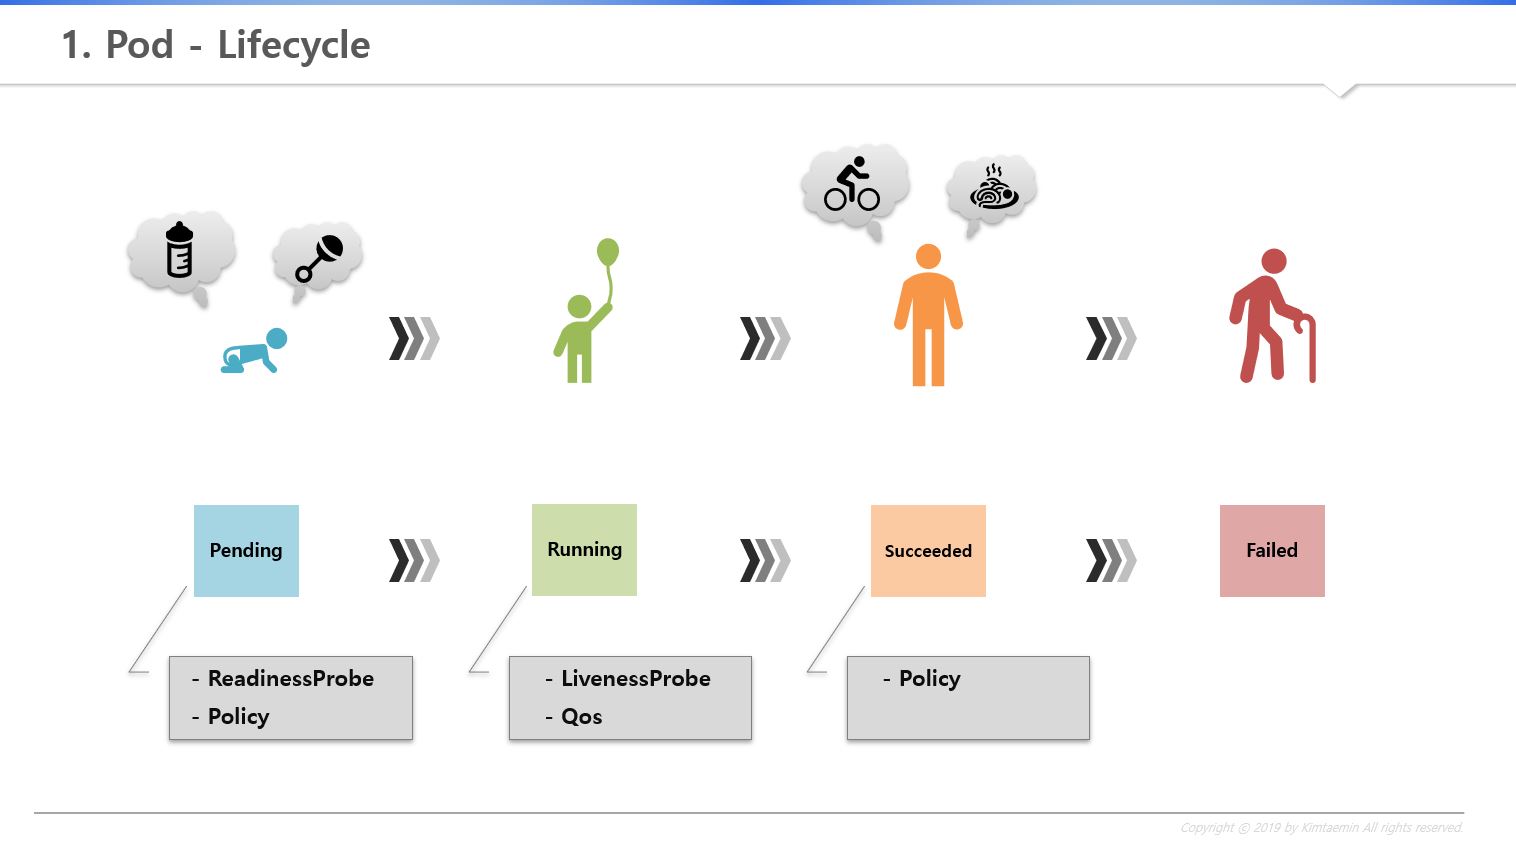 1. Pod - Lifecycle
Pending
Running
Succeeded
Failed
- ReadinessProbe
- Policy
- LivenessProbe
- Qos
- Policy
Copyright ⓒ 2019 by Kimtaemin All rights reserved.